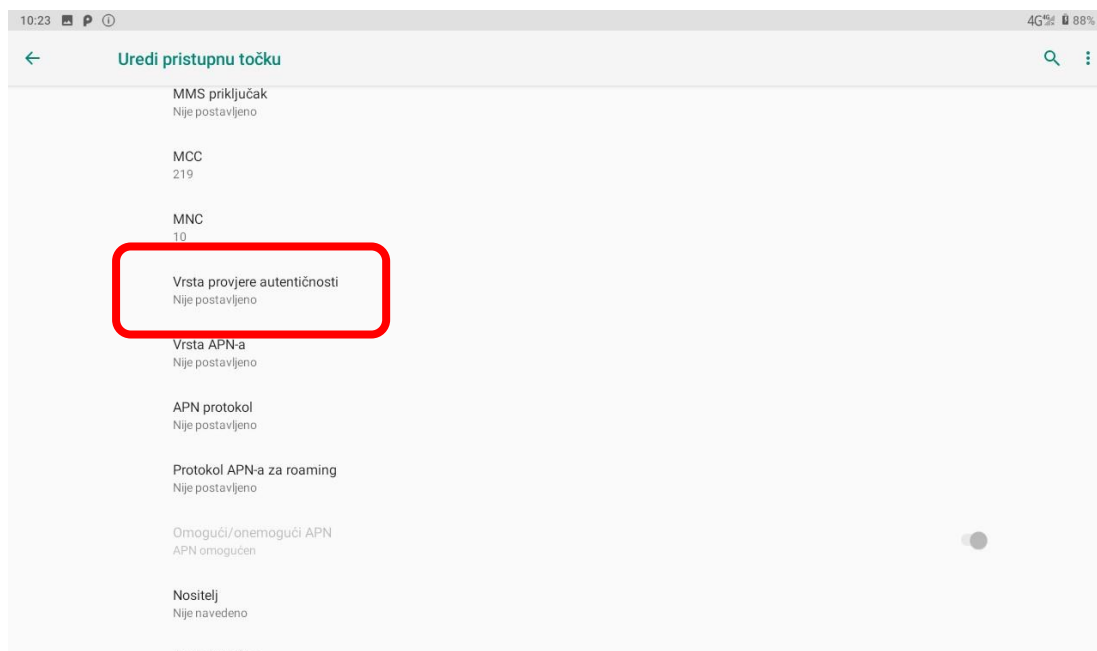 10:23 4G 88%
Uredi pristupnu točku
MMS priključak
Nije postavljeno
MCC
219
MNC
10
Vrsta provjere autentičnosti
Nije postavljeno
Vrsta APN-a
Nije postavljeno
APN protokol
Nije postavljeno
Protokol APN-a za roaming
Nije postavljeno
Omogući/onemogući APN
APN omogućen
Nositelj
Nije navedeno